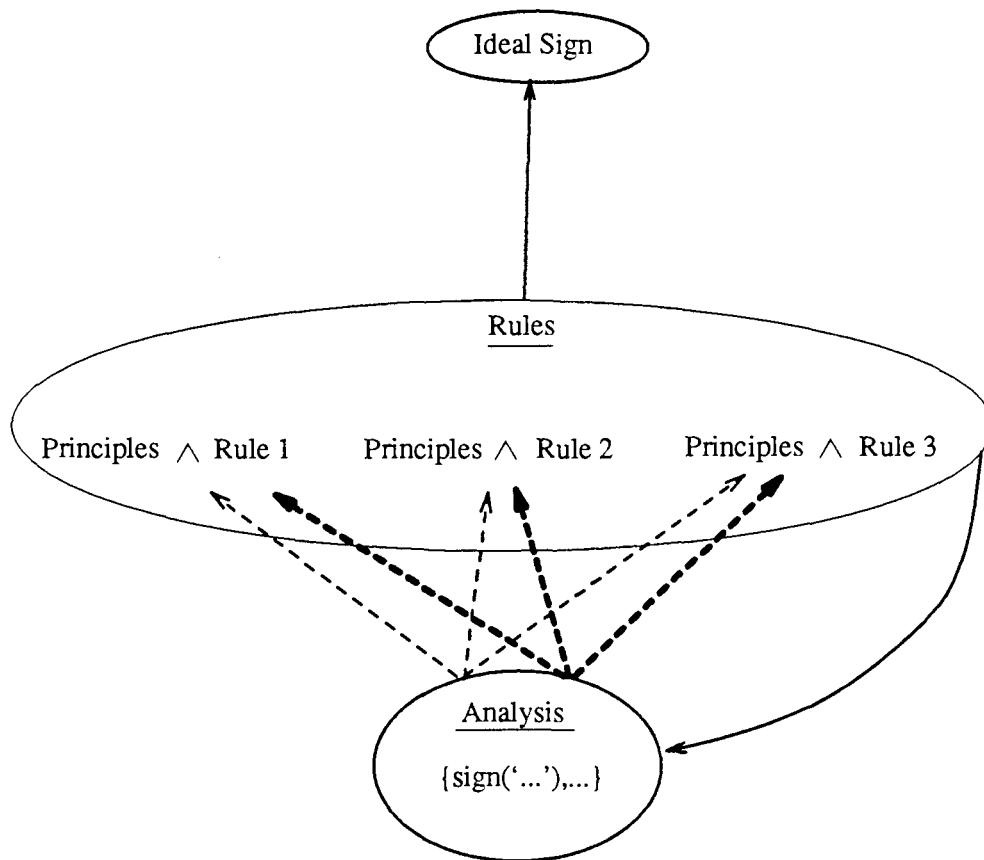 Ideal Sign
Rules
Principles ∧ Rule 1 Principles ∧ Rule 2 Principles ∧ Rule 3
Analysis
{sign(‘...’),...}